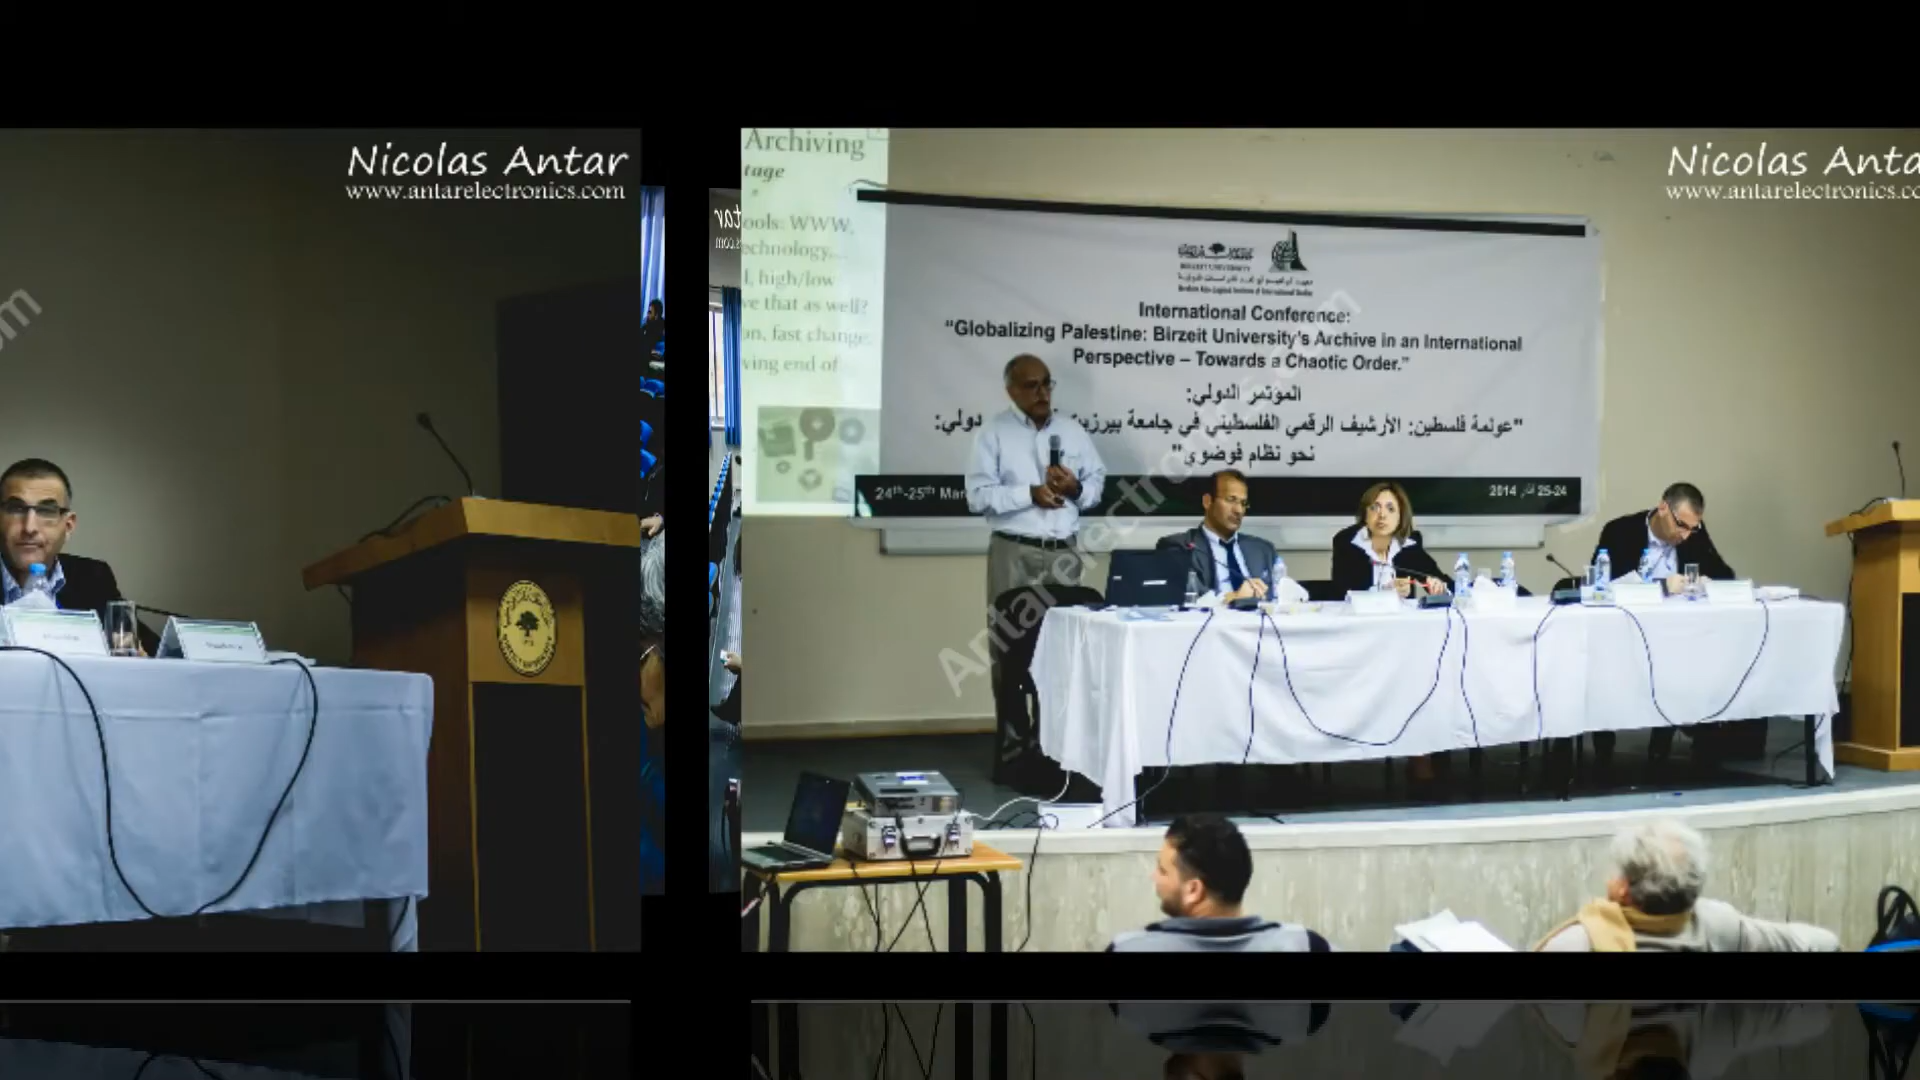 Nicolas Antar
www.antarelectronics.com
Archiving
tage
ools: WWW,
echnology...
l, high/low
ve that as well?
on, fast change.
ving end of
Nicolas Anta
www.antarelectronics.co
BIRZEIT UNIVERSITY
International Conference:
“Globalizing Palestine: Birzeit University's Archive in an International
Perspective – Towards a Chaotic Order.”
المؤتمر الدولي:
"عولمة فلسطين: الأرشيف الرقمي الفلسطيني في جامعة بيرزيت دولي:
نحو نظام فوضوي"
24th-25th Mar
24-25 آذار 2014